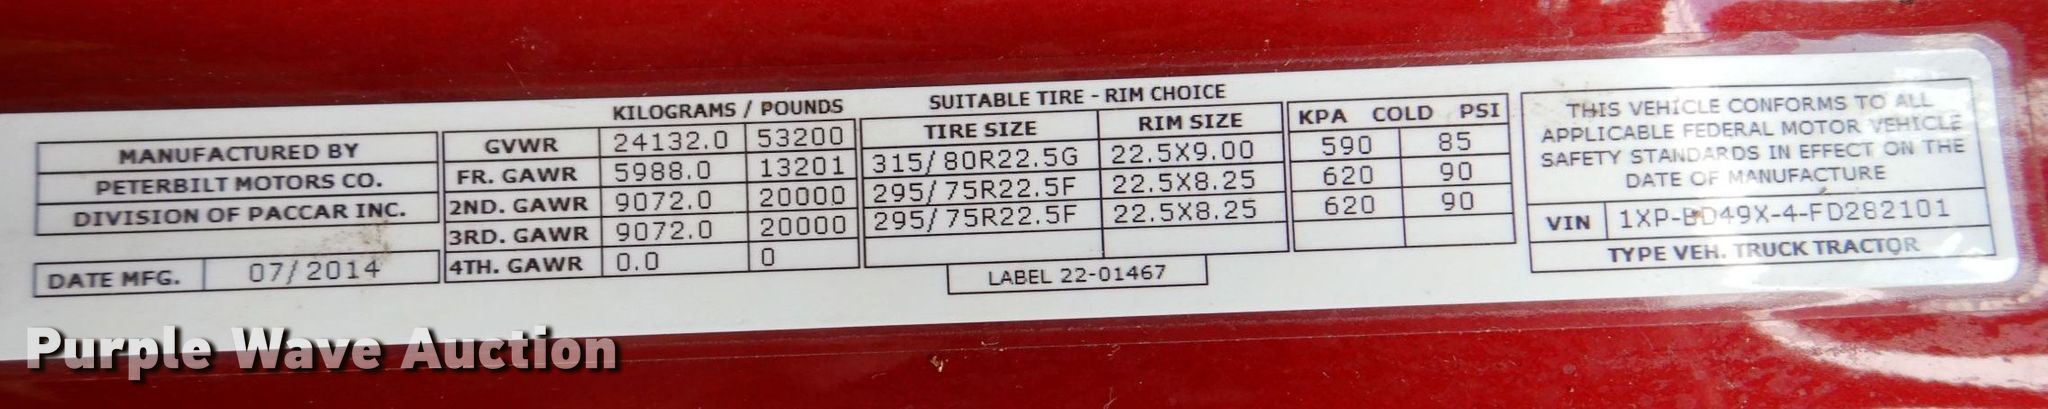 MANUFACTURED BY
PETERBILT MOTORS CO.
DIVISION OF PACCAR INC.
DATE MFG. 07/2014
KILOGRAMS / POUNDS
GVWR 24132.0 53200
FR. GAWR 5988.0 13201
2ND. GAWR 9072.0 20000
3RD. GAWR 9072.0 20000
4TH. GAWR 0.0 0
SUITABLE TIRE - RIM CHOICE
TIRE SIZE RIM SIZE
315/80R22.5G 22.5X9.00
295/75R22.5F 22.5X8.25
295/75R22.5F 22.5X8.25
LABEL 22-01467
KPA COLD PSI
590 85
620 90
620 90
THIS VEHICLE CONFORMS TO ALL
APPLICABLE FEDERAL MOTOR VEHICLE
SAFETY STANDARDS IN EFFECT ON THE
DATE OF MANUFACTURE
VIN 1XP-BD49X-4-FD282101
TYPE VEH. TRUCK TRACTOR
Purple Wave Auction